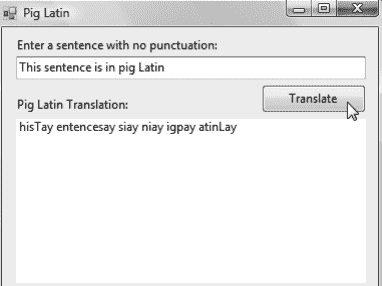 Pig Latin
Enter a sentence with no punctuation:
This sentence is in pig Latin
Translate
Pig Latin Translation:
hisTay entencesay siay niay igpay atinLay